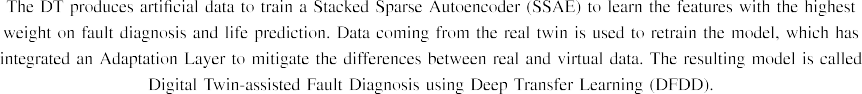 The DT produces artificial data to train a Stacked Sparse Autoencoder (SSAE) to learn the features with the highest
weight on fault diagnosis and life prediction. Data coming from the real twin is used to retrain the model, which has
integrated an Adaptation Layer to mitigate the differences between real and virtual data. The resulting model is called
Digital Twin-assisted Fault Diagnosis using Deep Transfer Learning (DFDD).